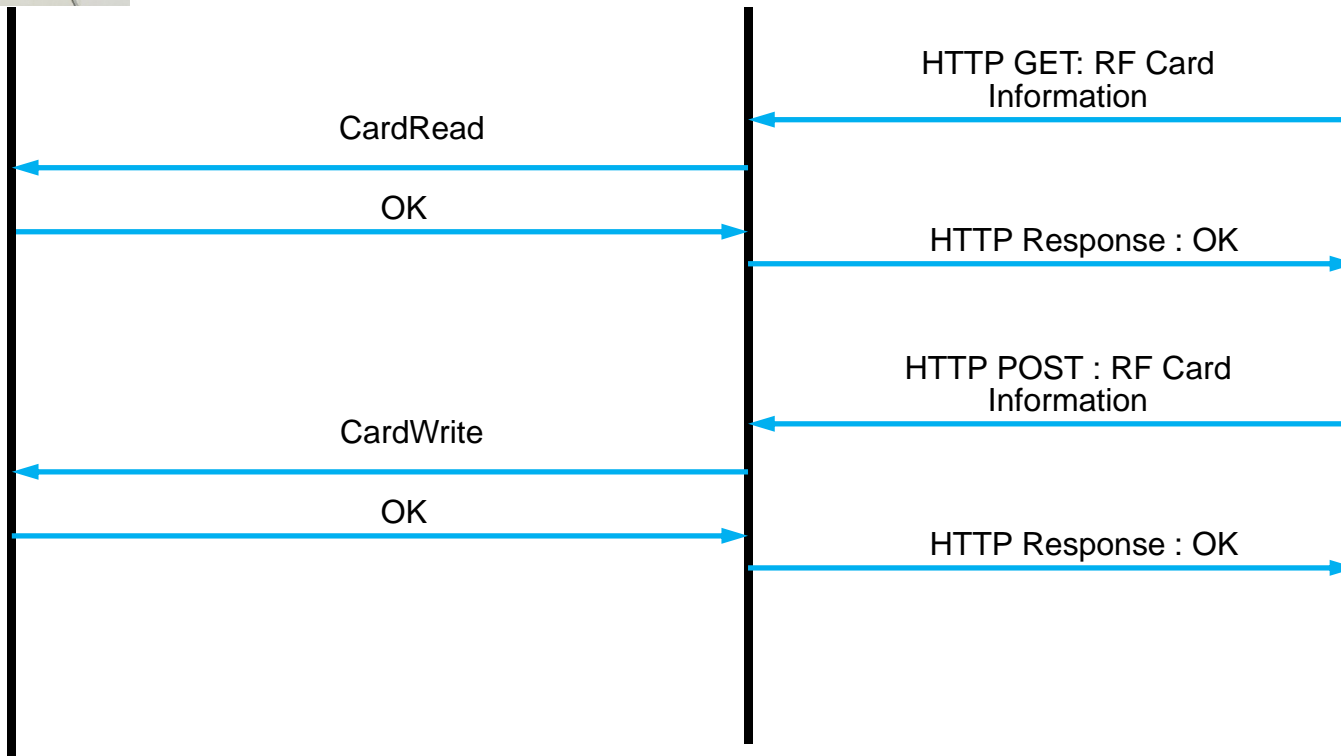 HTTP GET: RF Card
Information
CardRead
OK
HTTP Response : OK
HTTP POST : RF Card
Information
CardWrite
OK
HTTP Response : OK